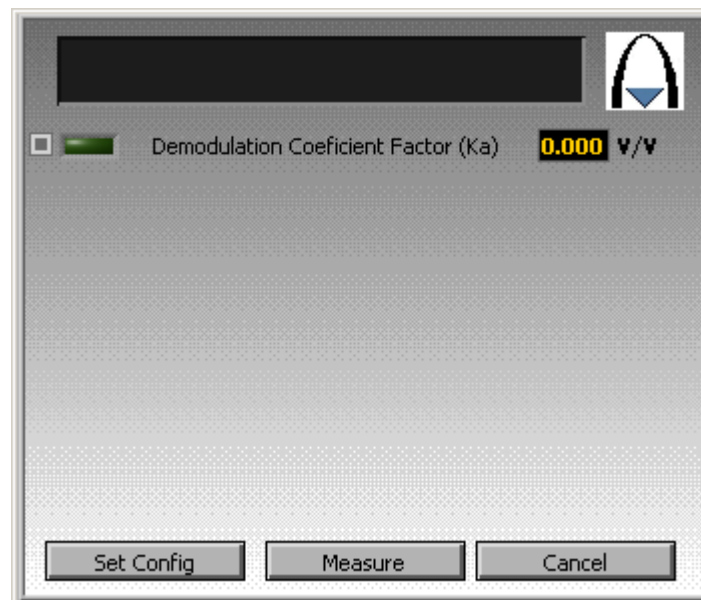 Demodulation Coeficient Factor (Ka) 0.000 V/V
Set Config Measure Cancel